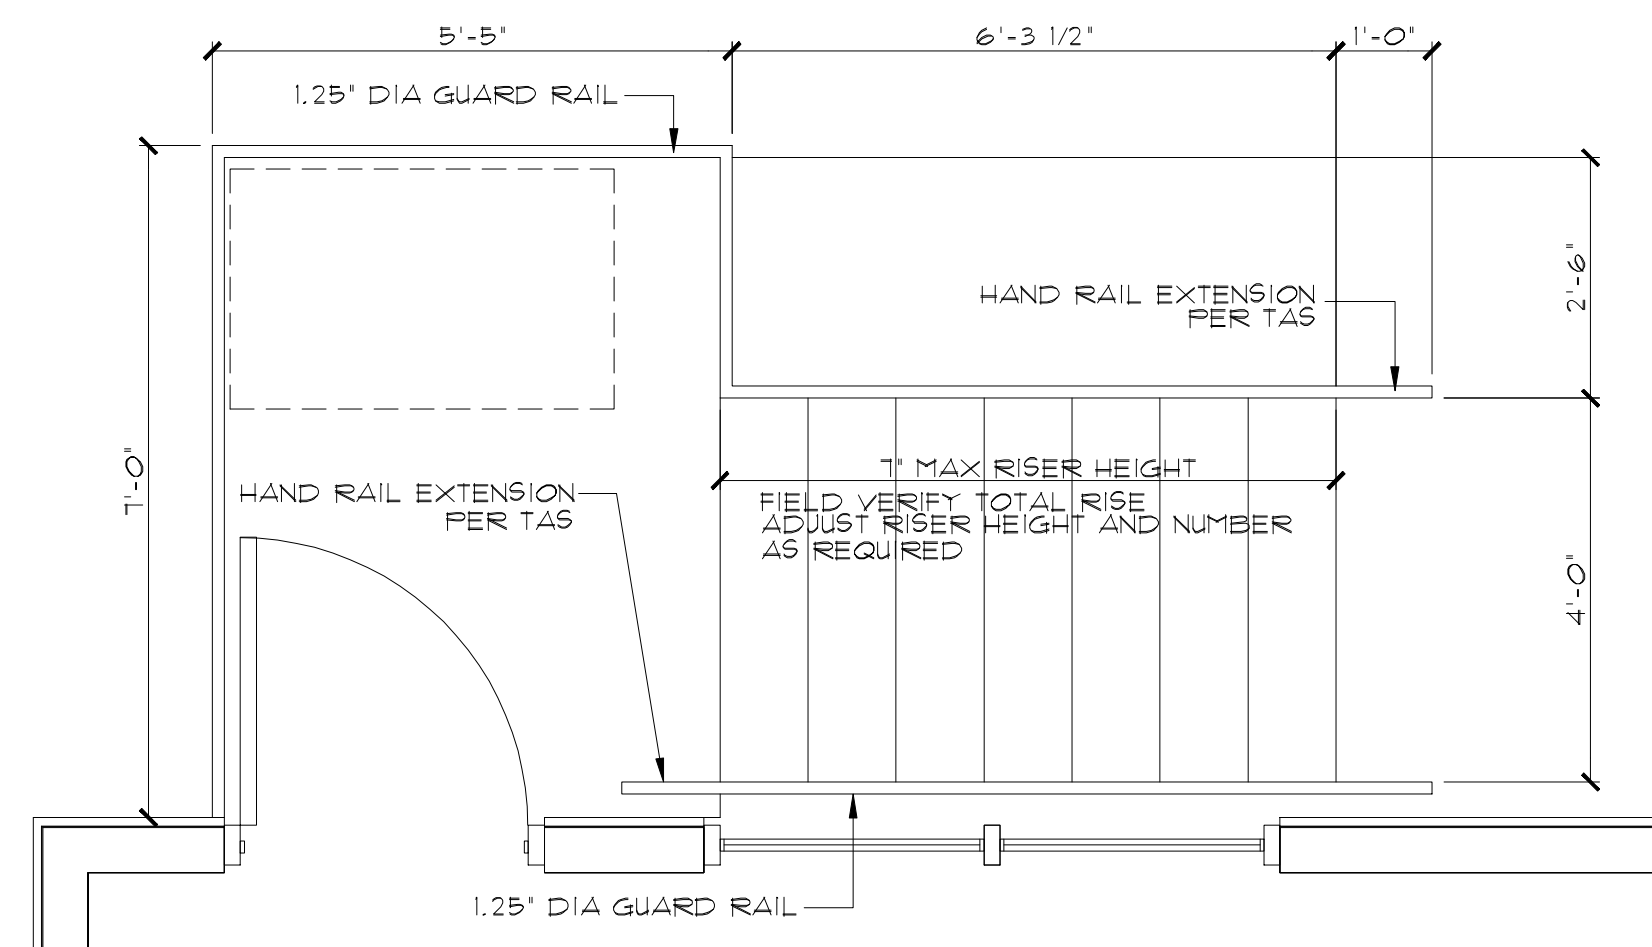 5'-5"
6'-3 1/2"
1'-0"
1.25" DIA GUARD RAIL
2'-6"
HAND RAIL EXTENSION
PER TAS
7'-0"
7" MAX RISER HEIGHT
HAND RAIL EXTENSION
PER TAS
FIELD VERIFY TOTAL RISE
ADJUST RISER HEIGHT AND NUMBER
AS REQUIRED
4'-0"
1.25" DIA GUARD RAIL